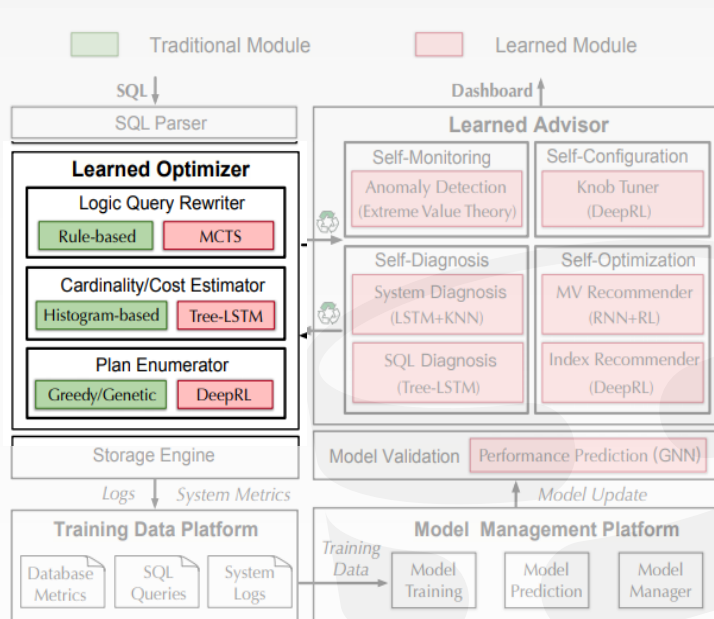 Traditional Module
Learned Module
SQL
SQL Parser
Learned Optimizer
Logic Query Rewriter
Rule-based
MCTS
Cardinality/Cost Estimator
Histogram-based
Tree-LSTM
Plan Enumerator
Greedy/Genetic
DeepRL
Storage Engine
Logs
System Metrics
Training Data Platform
Database
Metrics
SQL
Queries
System
Logs
Dashboard
Learned Advisor
Self-Monitoring
Anomaly Detection
(Extreme Value Theory)
Self-Configuration
Knob Tuner
(DeepRL)
Self-Diagnosis
System Diagnosis
(LSTM+KNN)
SQL Diagnosis
(Tree-LSTM)
Self-Optimization
MV Recommender
(RNN+RL)
Index Recommender
(DeepRL)
Model Validation
Performance Prediction (GNN)
Model Update
Training
Data
Model Management Platform
Model
Training
Model
Prediction
Model
Manager